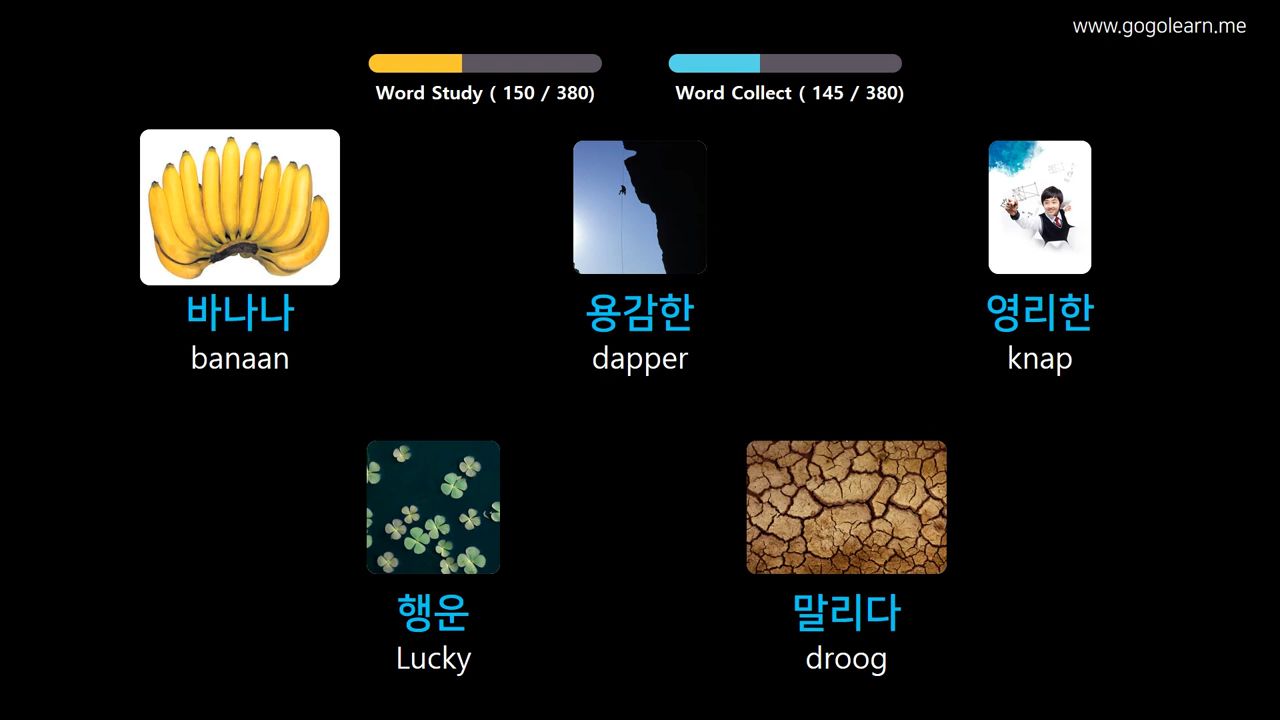 www.gogolearn.me
Word Study ( 150 / 380)
Word Collect ( 145 / 380)
바나나
banaan
용감한
dapper
영리한
knap
행운
Lucky
말리다
droog